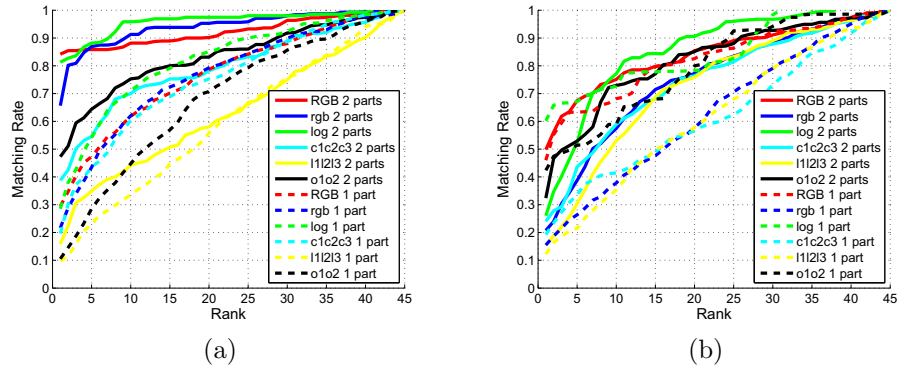 1
0.9
0.8
0.7
0.6
0.5
0.4
0.3
0.2
0.1
0
Matching Rate
0 5 10 15 20 25 30 35 40 45
Rank
RGB 2 parts
rgb 2 parts
log 2 parts
c1c2c3 2 parts
l1l2l3 2 parts
o1o2 2 parts
RGB 1 part
rgb 1 part
log 1 part
c1c2c3 1 part
l1l2l3 1 part
o1o2 1 part
(a)
1
0.9
0.8
0.7
0.6
0.5
0.4
0.3
0.2
0.1
0
Matching Rate
0 5 10 15 20 25 30 35 40 45
Rank
RGB 2 parts
rgb 2 parts
log 2 parts
c1c2c3 2 parts
l1l2l3 2 parts
o1o2 2 parts
RGB 1 part
rgb 1 part
log 1 part
c1c2c3 1 part
l1l2l3 1 part
o1o2 1 part
(b)